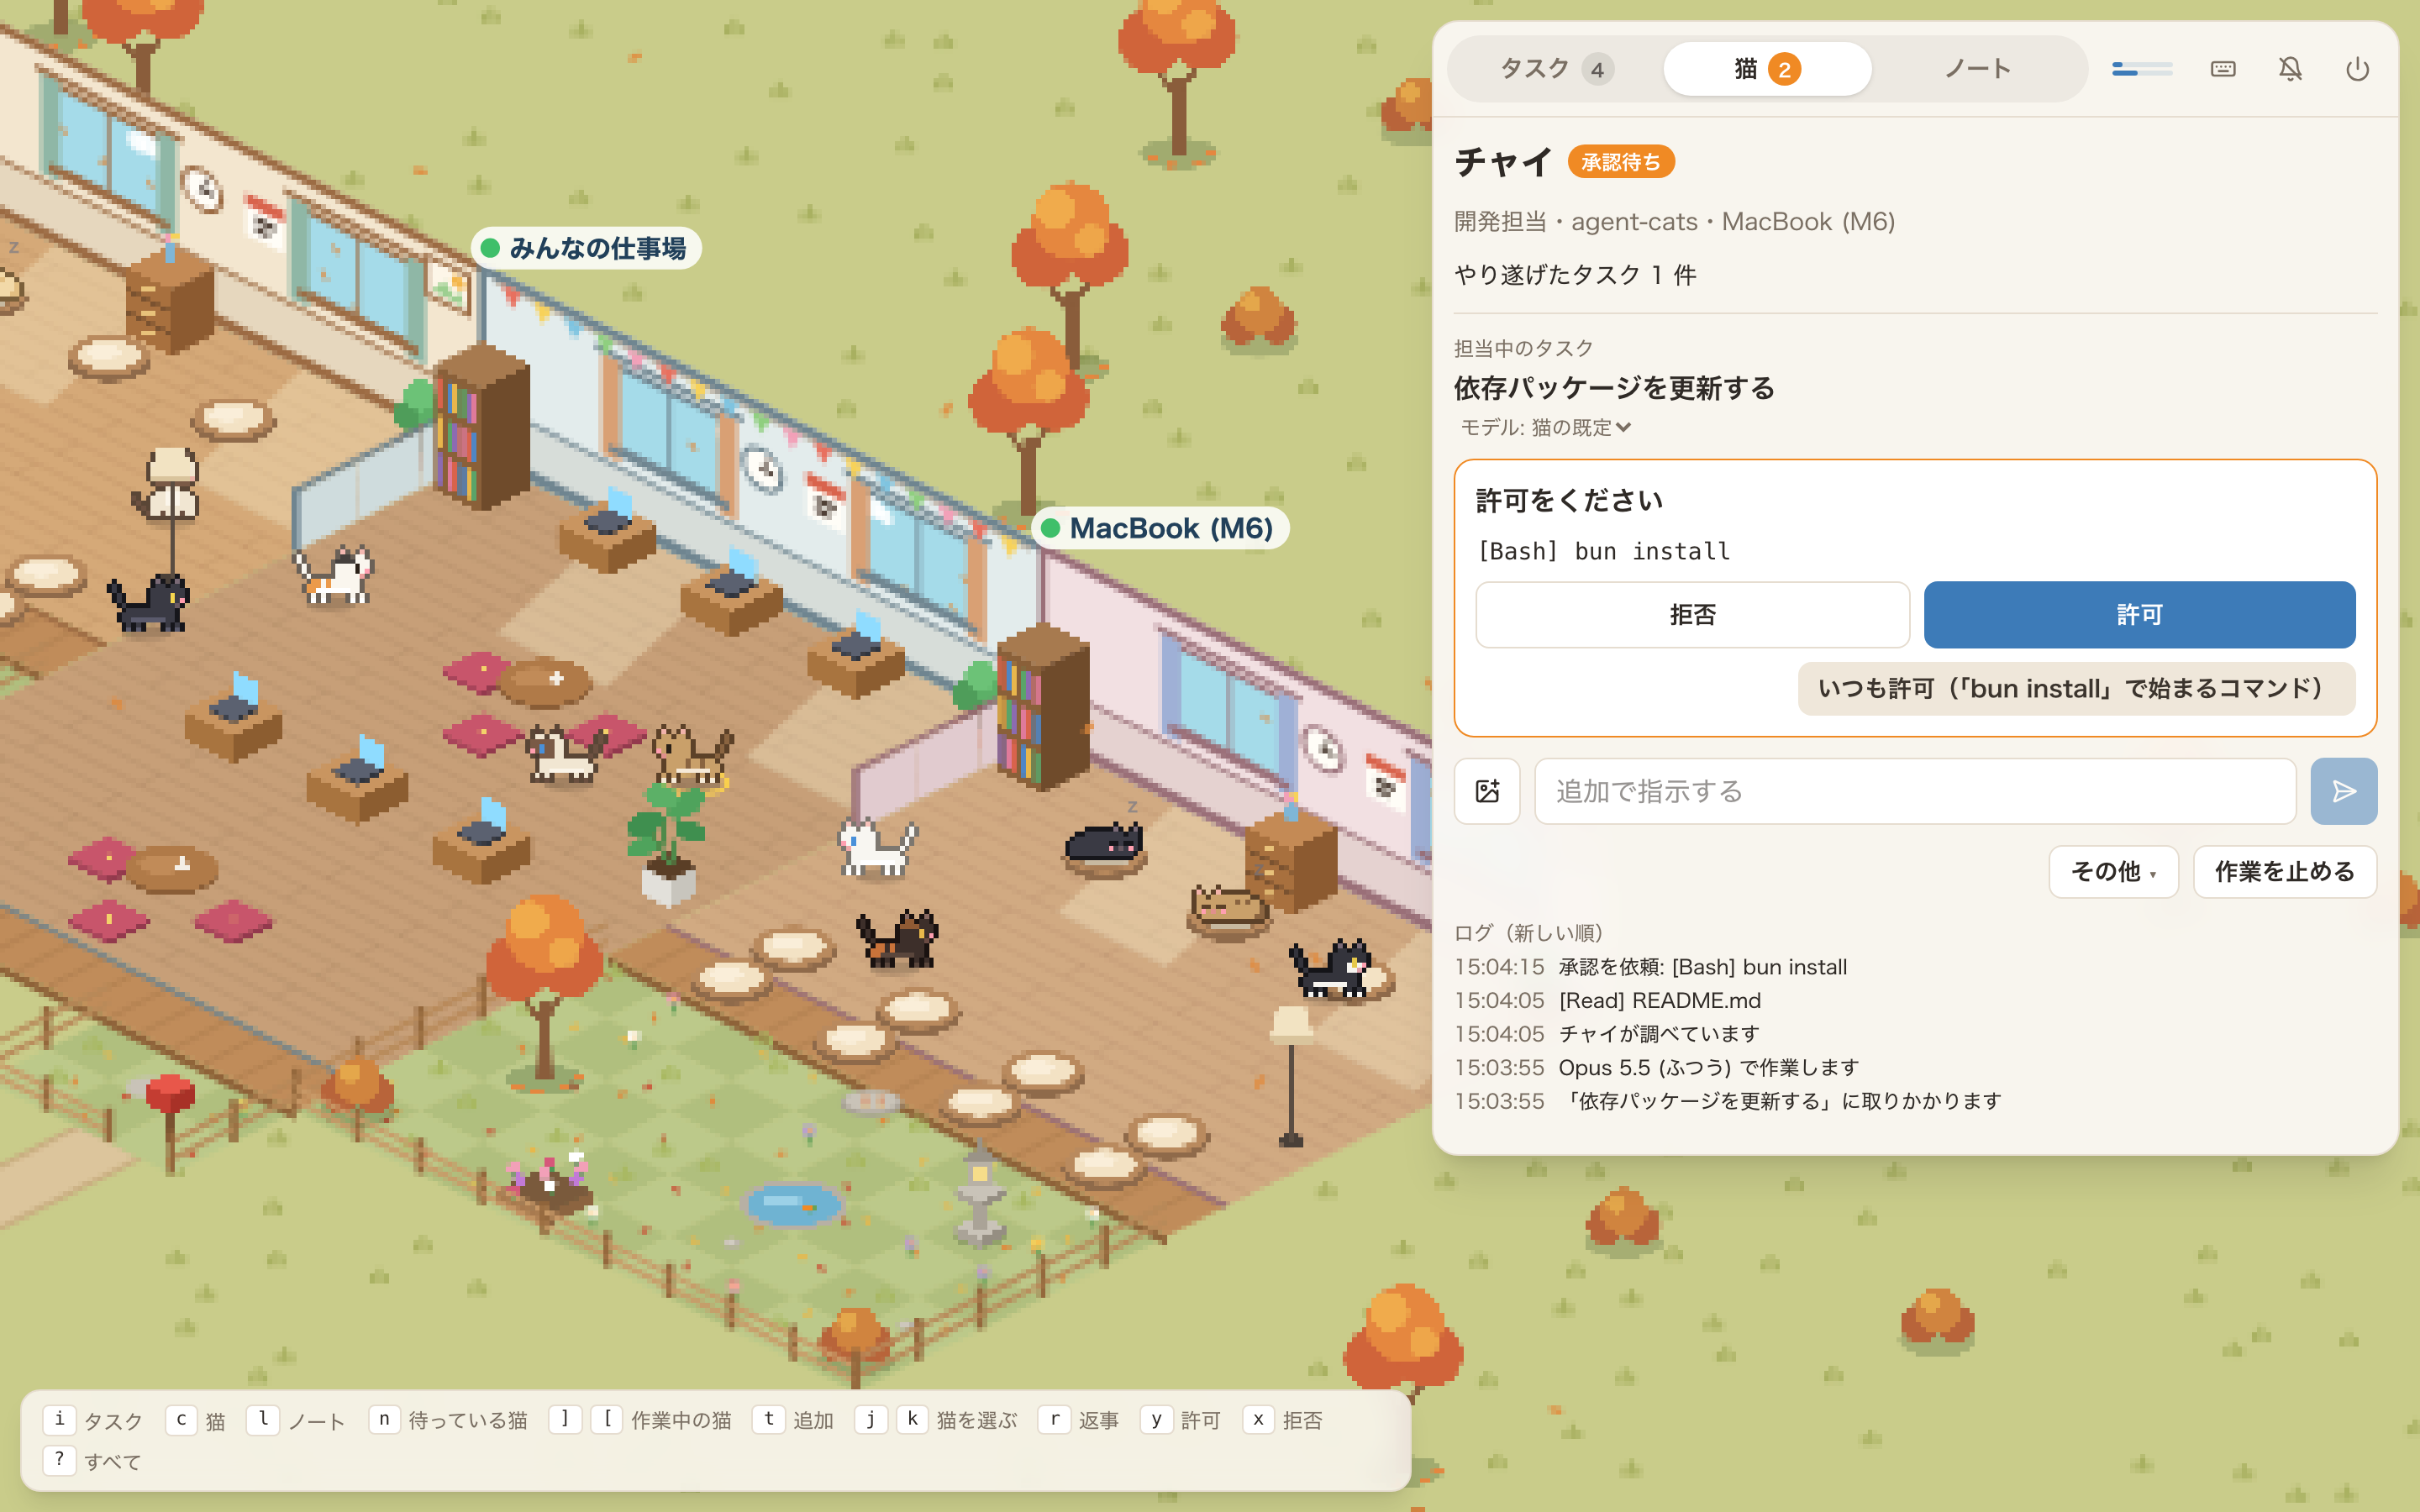 みんなの仕事場
MacBook (M6)
z
z
タスク 4
猫 2
ノート
チャイ 承認待ち
開発担当・agent-cats・MacBook (M6)
やり遂げたタスク 1 件
担当中のタスク
依存パッケージを更新する
モデル: 猫の既定
許可をください
[Bash] bun install
拒否
許可
いつも許可（「bun install」で始まるコマンド）
追加で指示する
その他
作業を止める
ログ（新しい順）
15:04:15 承認を依頼: [Bash] bun install
15:04:05 [Read] README.md
15:04:05 チャイが調べています
15:03:55 Opus 5.5 (ふつう) で作業します
15:03:55 「依存パッケージを更新する」に取りかかります
i タスク c 猫 l ノート n 待っている猫 ] [ 作業中の猫 t 追加 j k 猫を選ぶ r 返事 y 許可 x 拒否
? すべて